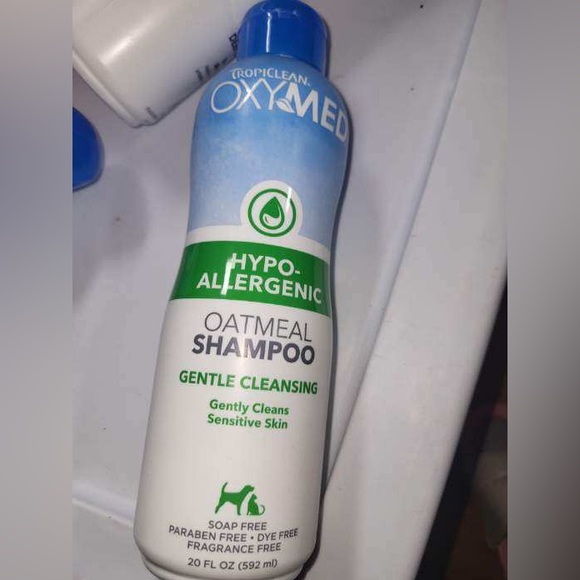 TROPICLEAN.
OXYMED
HYPO-
ALLERGENIC
OATMEAL
SHAMPOO
GENTLE CLEANSING
Gently Cleans
Sensitive Skin
SOAP FREE
PARABEN FREE • DYE FREE
FRAGRANCE FREE
20 FL OZ (592 ml)